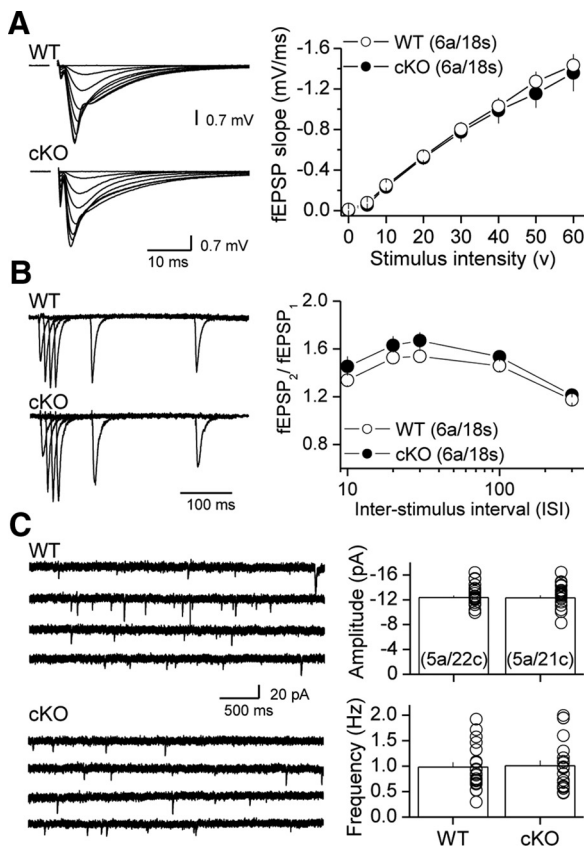 A
WT
0.7 mV
cKO
0.7 mV
10 ms
fEPSP slope (mV/ms)
-1.6
-1.2
-0.8
-0.4
0.0
WT (6a/18s)
cKO (6a/18s)
0 10 20 30 40 50 60
Stimulus intensity (v)
B
WT
cKO
100 ms
fEPSP2/ fEPSP1
2.0
1.6
1.2
0.8
WT (6a/18s)
cKO (6a/18s)
10 100
Inter-stimulus interval (ISI)
C
WT
20 pA
500 ms
cKO
Amplitude (pA)
-16
-12
-8
-4
0
(5a/22c) (5a/21c)
Frequency (Hz)
2.0
1.5
1.0
0.5
0.0
WT cKO